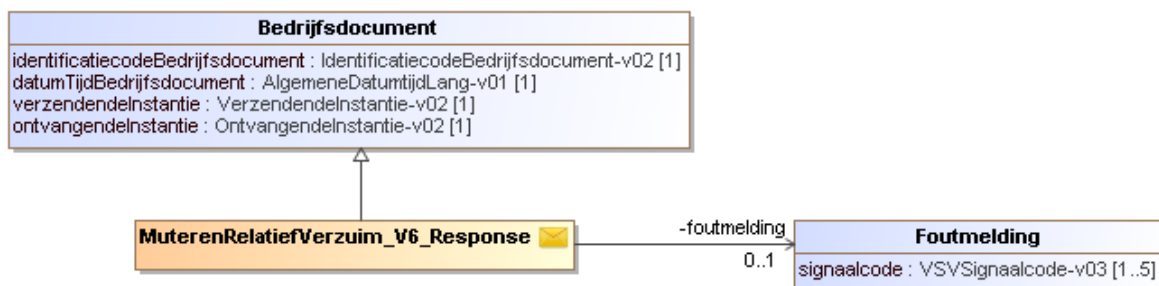 Bedrijfsdocument
identificatiecodeBedrijfsdocument : IdentificatiecodeBedrijfsdocument-v02 [1]
datumTijdBedrijfsdocument : AlgemeneDatumtijdLang-v01 [1]
verzendendeInstantie : VerzendendeInstantie-v02 [1]
ontvangendeInstantie : OntvangendeInstantie-v02 [1]
MuterenRelatiefVerzuim_V6_Response
-foutmelding
0..1
Foutmelding
signaalcode : VSVSignaalcode-v03 [1..5]